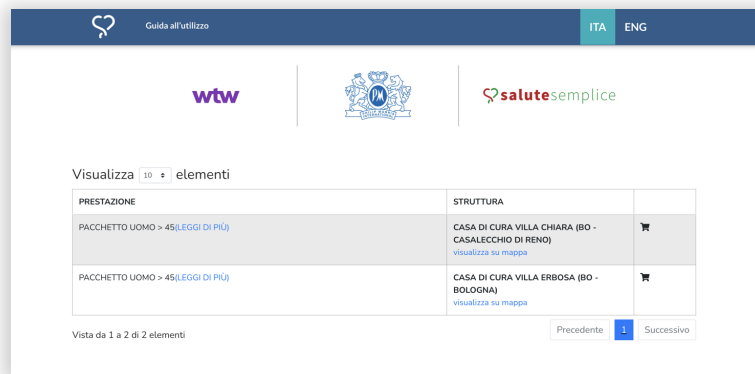 Guida all'utilizzo
ITA ENG
wtw
PM
salutesemplice
Visualizza 10 elementi
PRESTAZIONE STRUTTURA
PACCHETTO UOMO > 45(LEGGI DI PIÙ) CASA DI CURA VILLA CHIARA (BO -
CASALECCHIO DI RENO)
visualizza su mappa
PACCHETTO UOMO > 45(LEGGI DI PIÙ) CASA DI CURA VILLA ERBOSA (BO -
BOLOGNA)
visualizza su mappa
Vista da 1 a 2 di 2 elementi
Precedente 1 Successivo